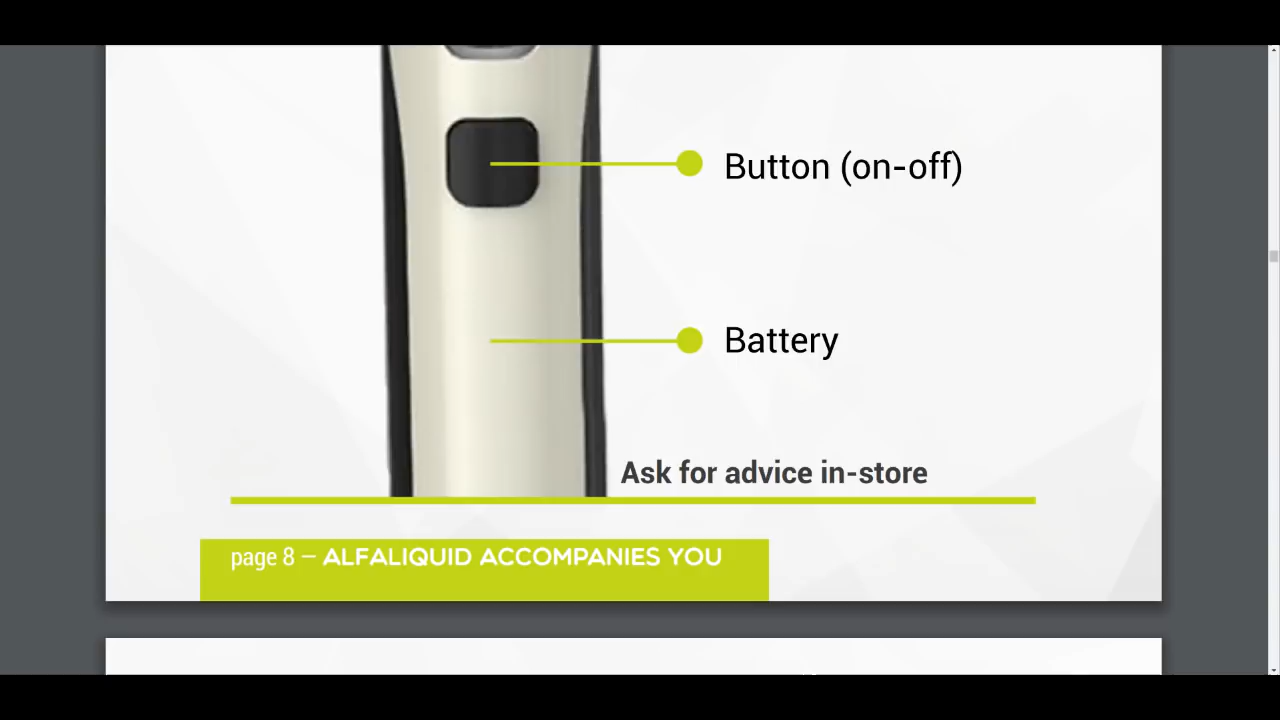 Button (on-off)
Battery
Ask for advice in-store
page 8 – ALFALIQUID ACCOMPANIES YOU